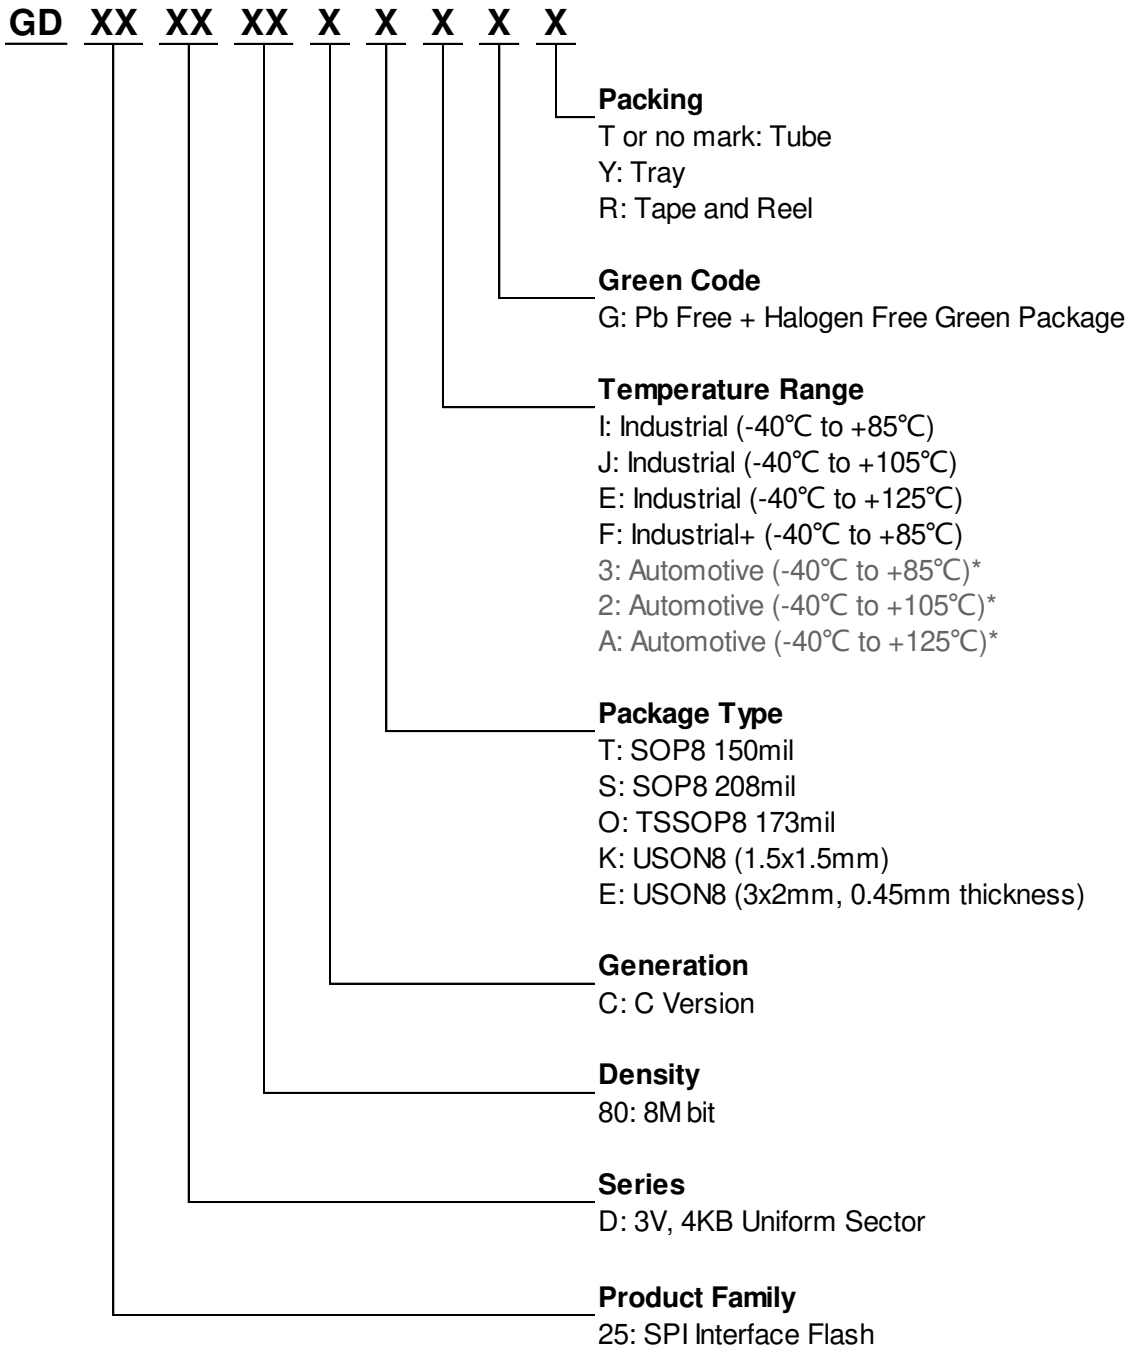 GD XX XX XX X X X X X
Packing
T or no mark: Tube
Y: Tray
R: Tape and Reel
Green Code
G: Pb Free + Halogen Free Green Package
Temperature Range
I: Industrial (-40℃ to +85℃)
J: Industrial (-40℃ to +105℃)
E: Industrial (-40℃ to +125℃)
F: Industrial+ (-40℃ to +85℃)
3: Automotive (-40℃ to +85℃)*
2: Automotive (-40℃ to +105℃)*
A: Automotive (-40℃ to +125℃)*
Package Type
T: SOP8 150mil
S: SOP8 208mil
O: TSSOP8 173mil
K: USON8 (1.5x1.5mm)
E: USON8 (3x2mm, 0.45mm thickness)
Generation
C: C Version
Density
80: 8M bit
Series
D: 3V, 4KB Uniform Sector
Product Family
25: SPI Interface Flash